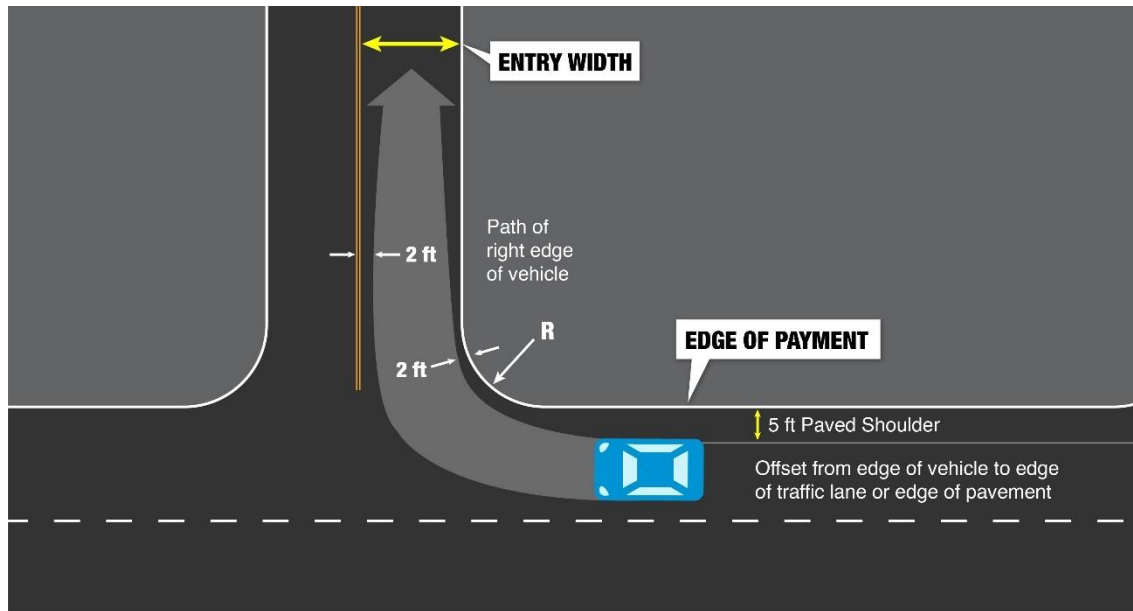 ENTRY WIDTH
Path of
right edge
of vehicle
2 ft
R
2 ft
EDGE OF PAYMENT
5 ft Paved Shoulder
Offset from edge of vehicle to edge
of traffic lane or edge of pavement